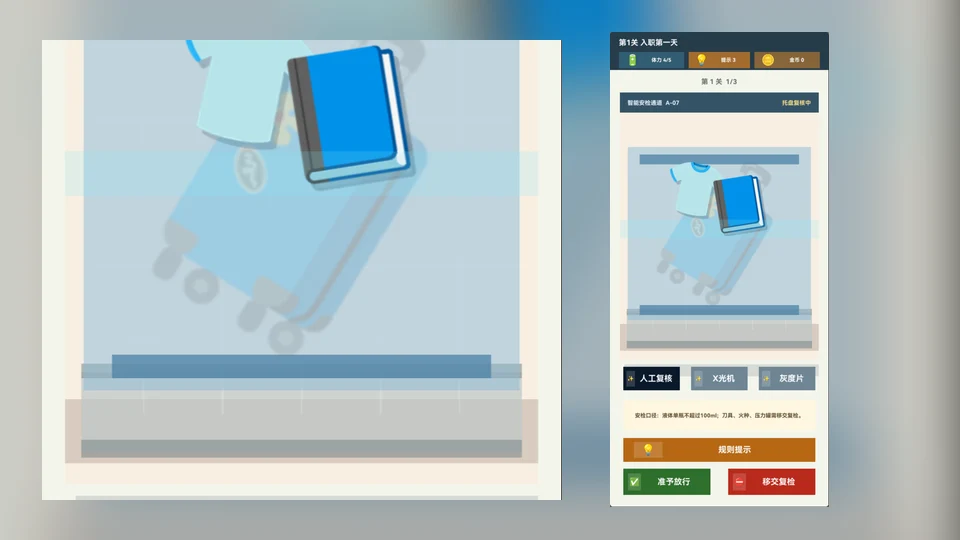 第1关 入职第一天
体力 4/5
提示 3
金币 0
第 1 关 1/3
智能安检通道 A-07
托盘复核中
人工复核
X光机
灰度片
安检口径：液体单瓶不超过100ml；刀具、火种、压力罐需移交复检。
规则提示
准予放行
移交复检